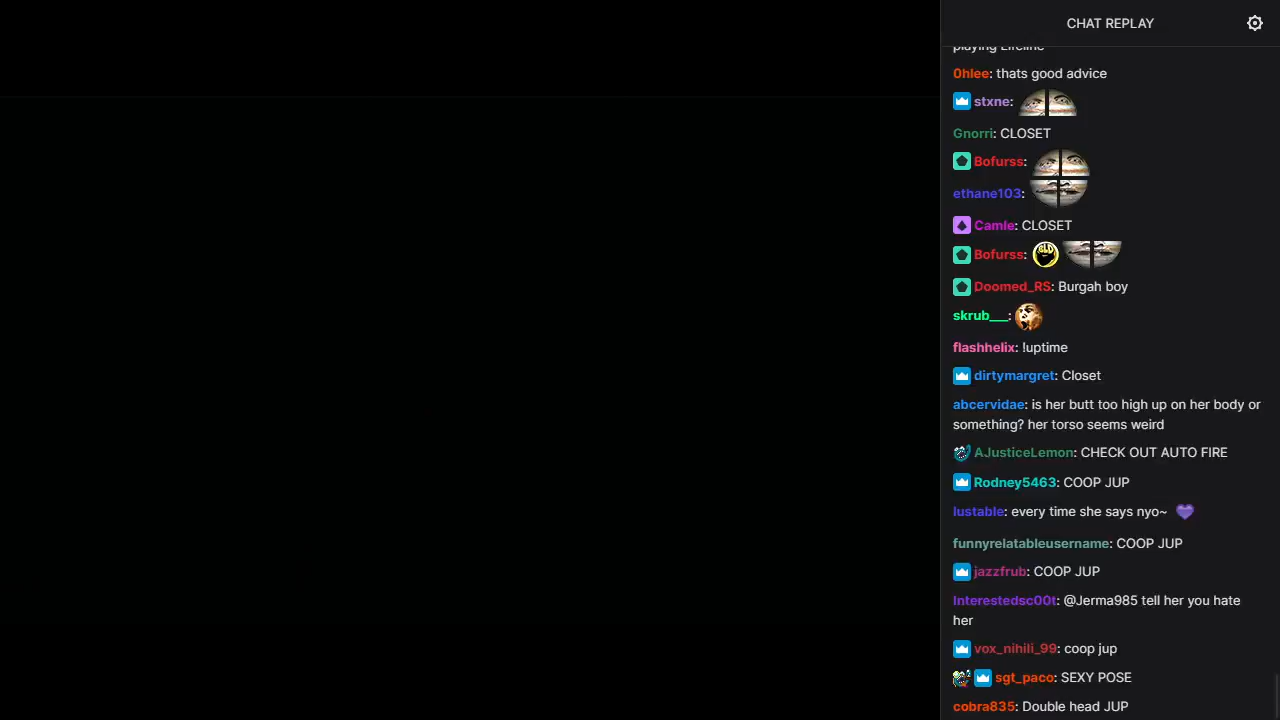 CHAT REPLAY
playing Lifeline
0hlee: thats good advice
stxne:
Gnorri: CLOSET
Bofurss:
ethane103:
Camle: CLOSET
Bofurss: CLD
Doomed_RS: Burgah boy
skrub___:
flashhelix: !uptime
dirtymargret: Closet
abcervidae: is her butt too high up on her body or
something? her torso seems weird
AJusticeLemon: CHECK OUT AUTO FIRE
Rodney5463: COOP JUP
lustable: every time she says nyo~
funnyrelatableusername: COOP JUP
jazzfrub: COOP JUP
Interestedsc00t: @Jerma985 tell her you hate
her
vox_nihili_99: coop jup
sgt_paco: SEXY POSE
cobra835: Double head JUP